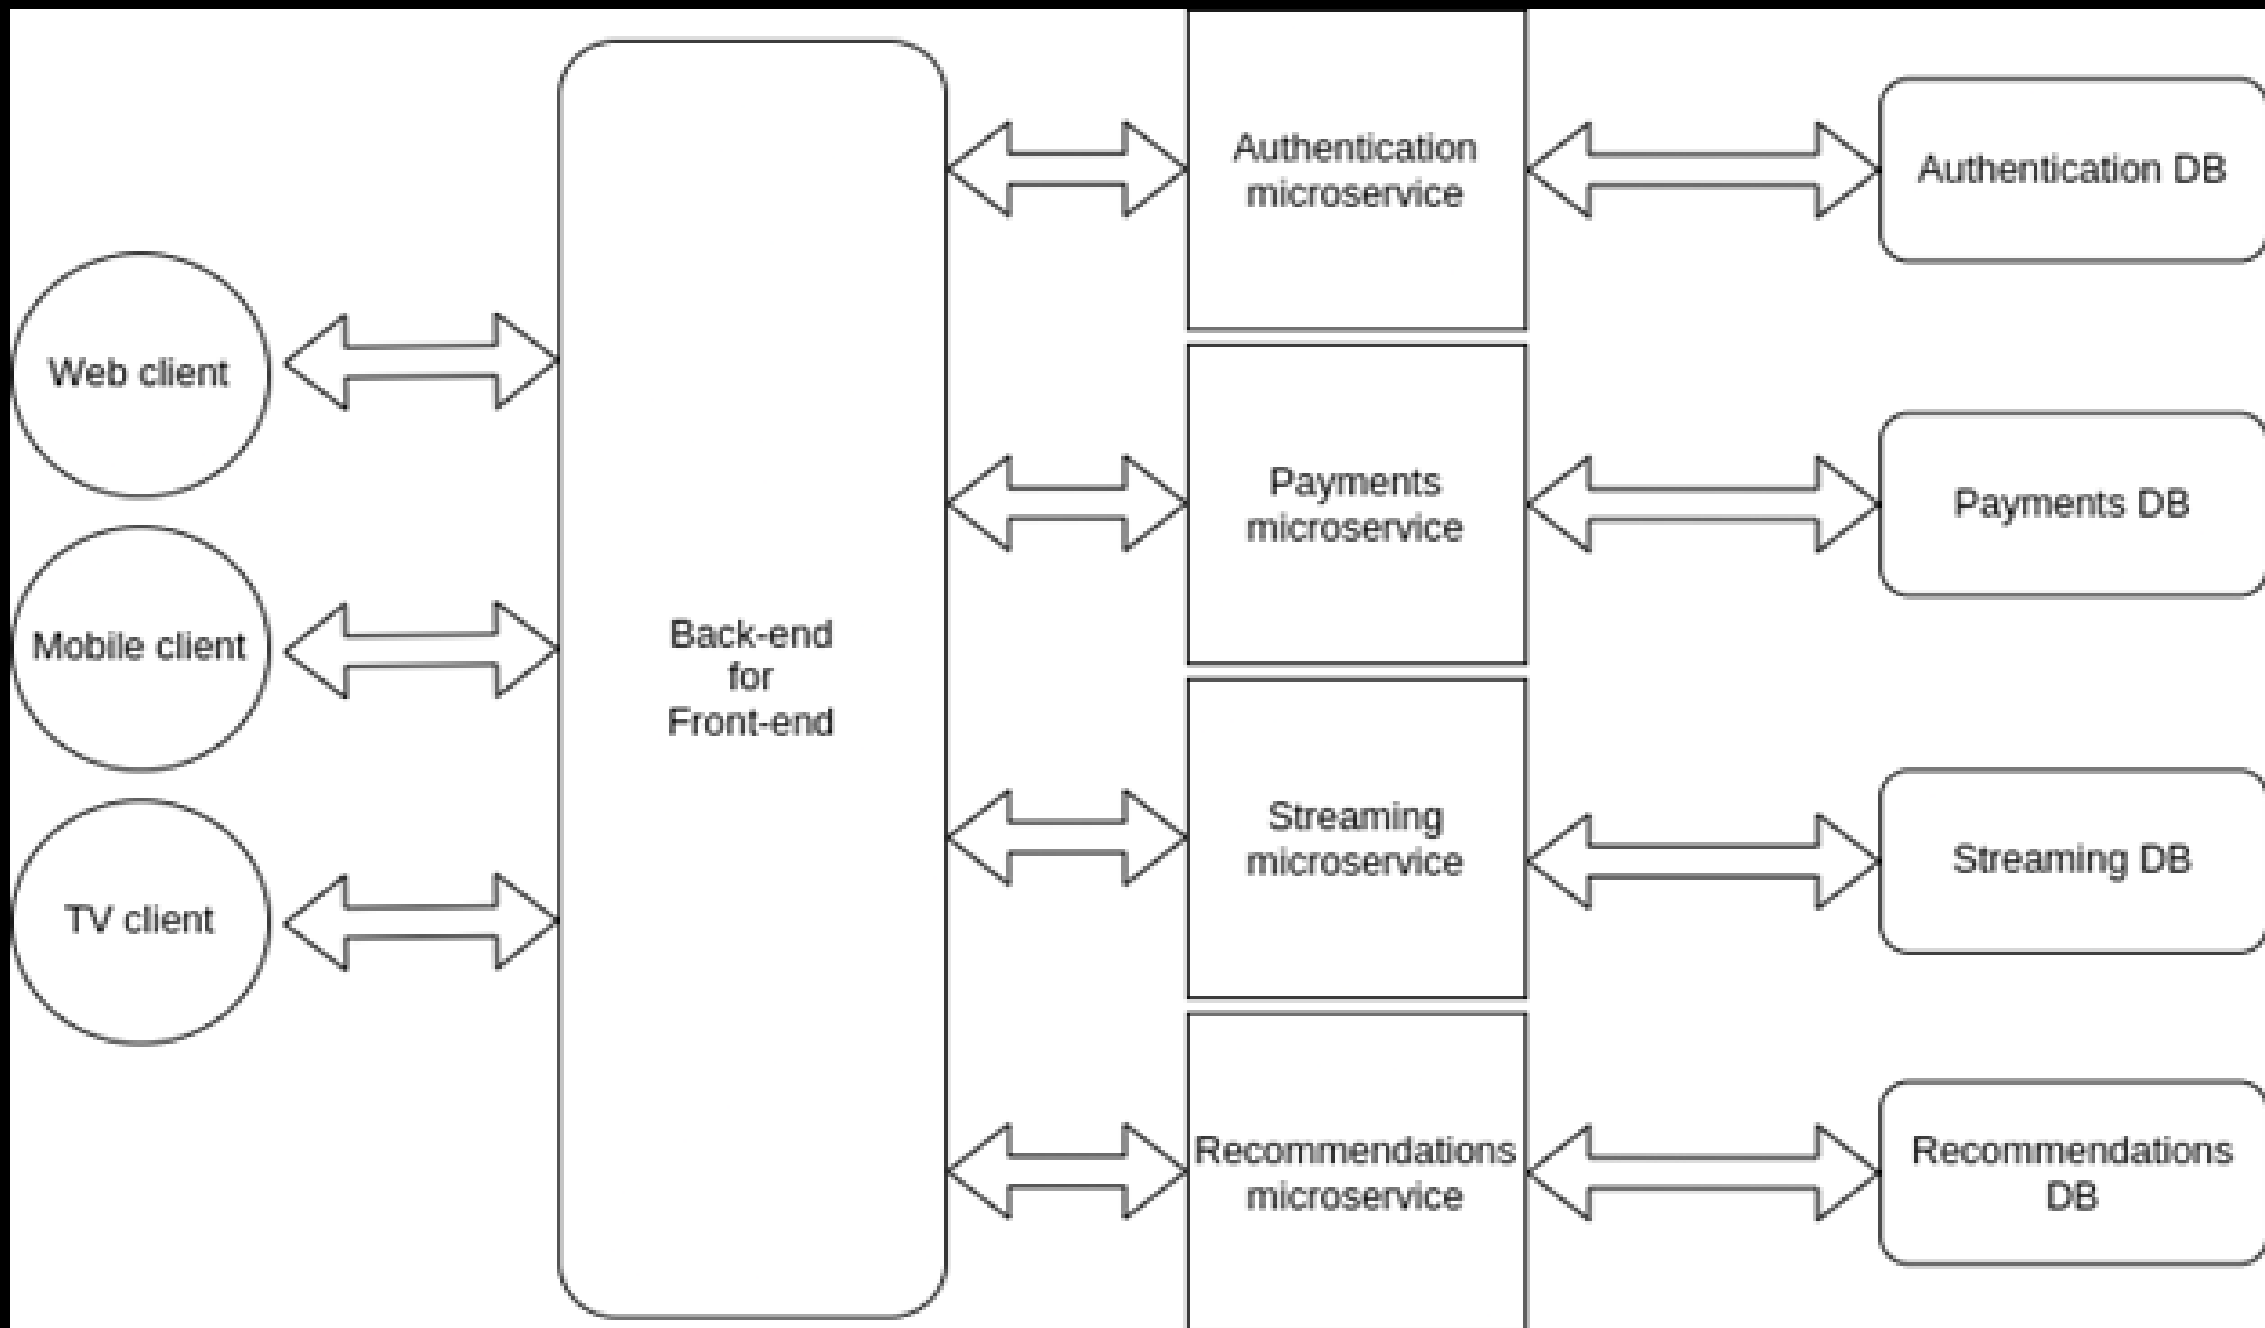 Web client
Mobile client
TV client
Back-end
for
Front-end
Authentication
microservice
Payments
microservice
Streaming
microservice
Recommendations
microservice
Authentication DB
Payments DB
Streaming DB
Recommendations
DB